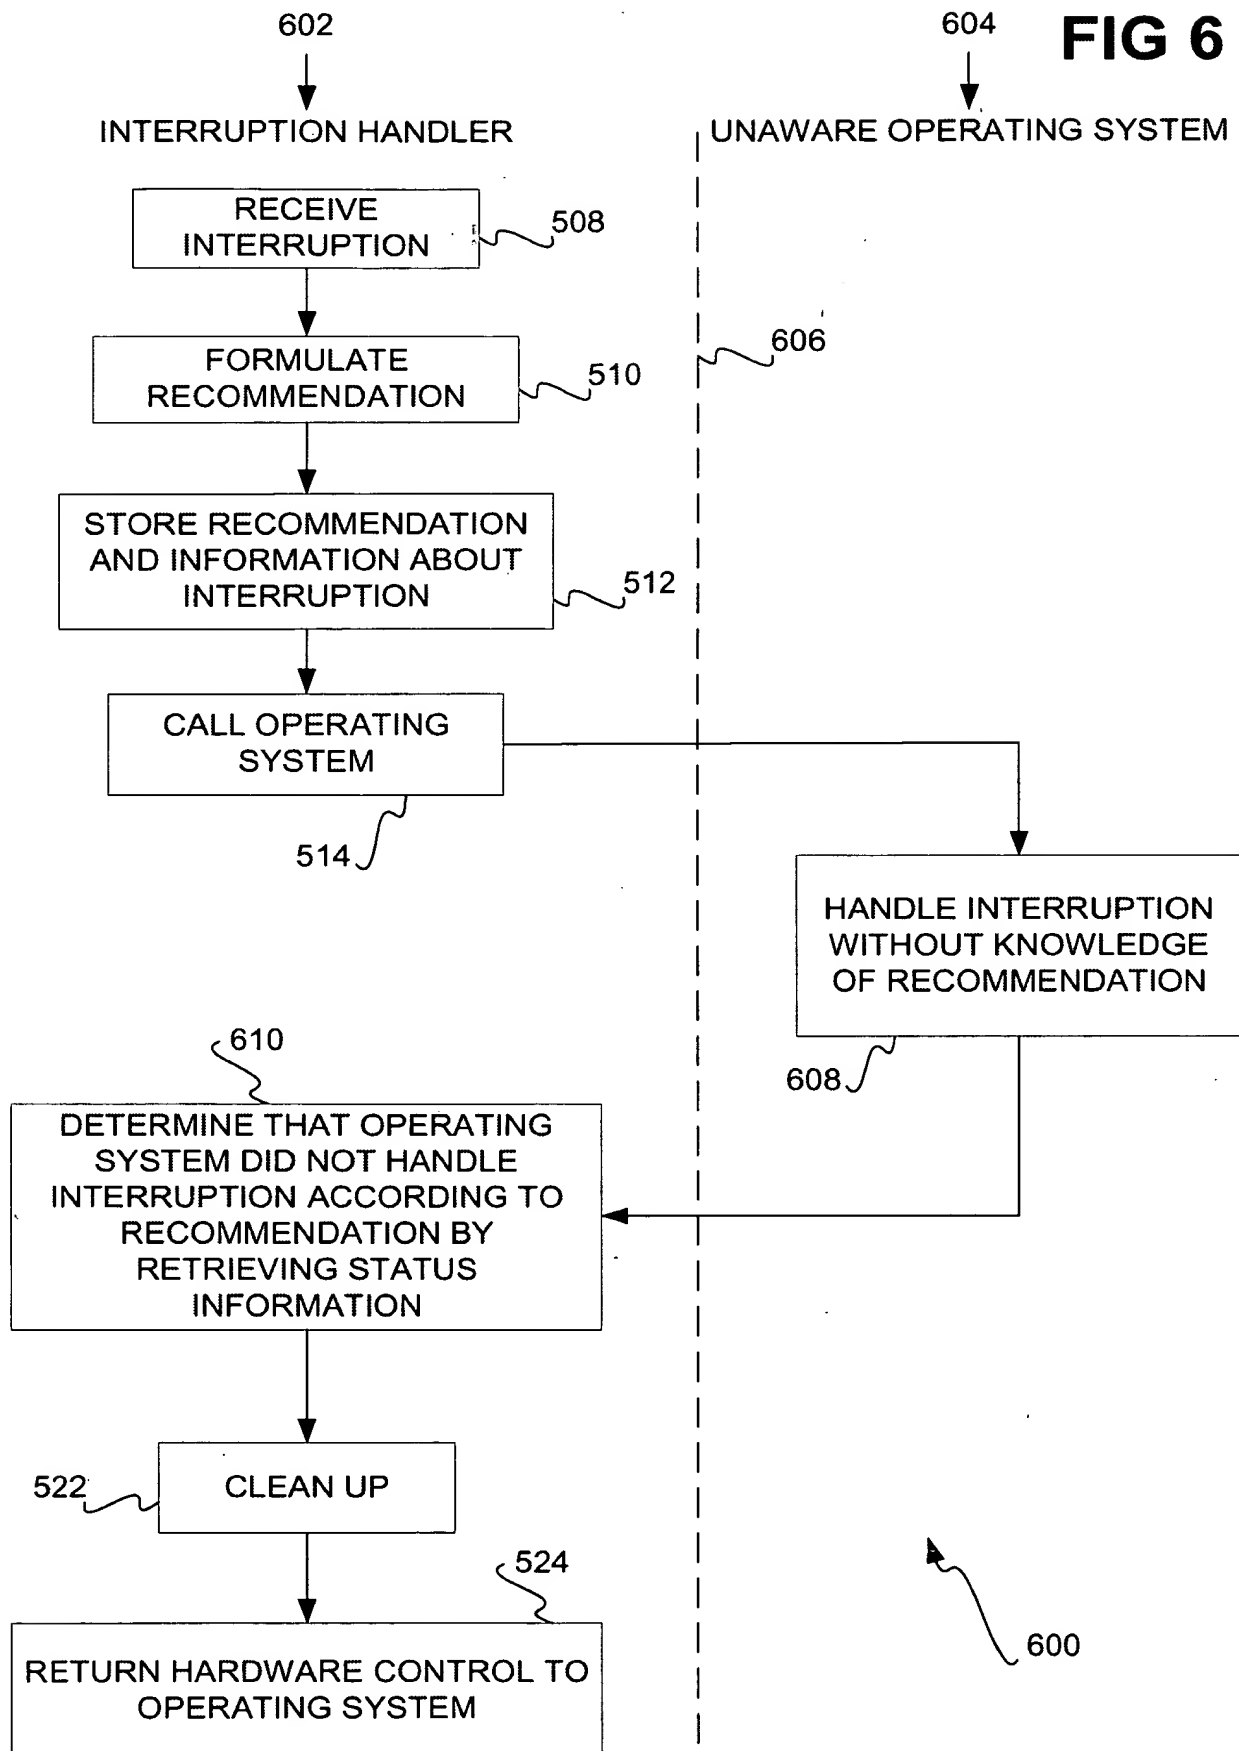 602
604
FIG 6
INTERRUPTION HANDLER
UNAWARE OPERATING SYSTEM
RECEIVE
INTERRUPTION
508
606
FORMULATE
RECOMMENDATION
510
STORE RECOMMENDATION
AND INFORMATION ABOUT
INTERRUPTION
512
CALL OPERATING
SYSTEM
514
HANDLE INTERRUPTION
WITHOUT KNOWLEDGE
OF RECOMMENDATION
608
610
DETERMINE THAT OPERATING
SYSTEM DID NOT HANDLE
INTERRUPTION ACCORDING TO
RECOMMENDATION BY
RETRIEVING STATUS
INFORMATION
CLEAN UP
522
524
RETURN HARDWARE CONTROL TO
OPERATING SYSTEM
600